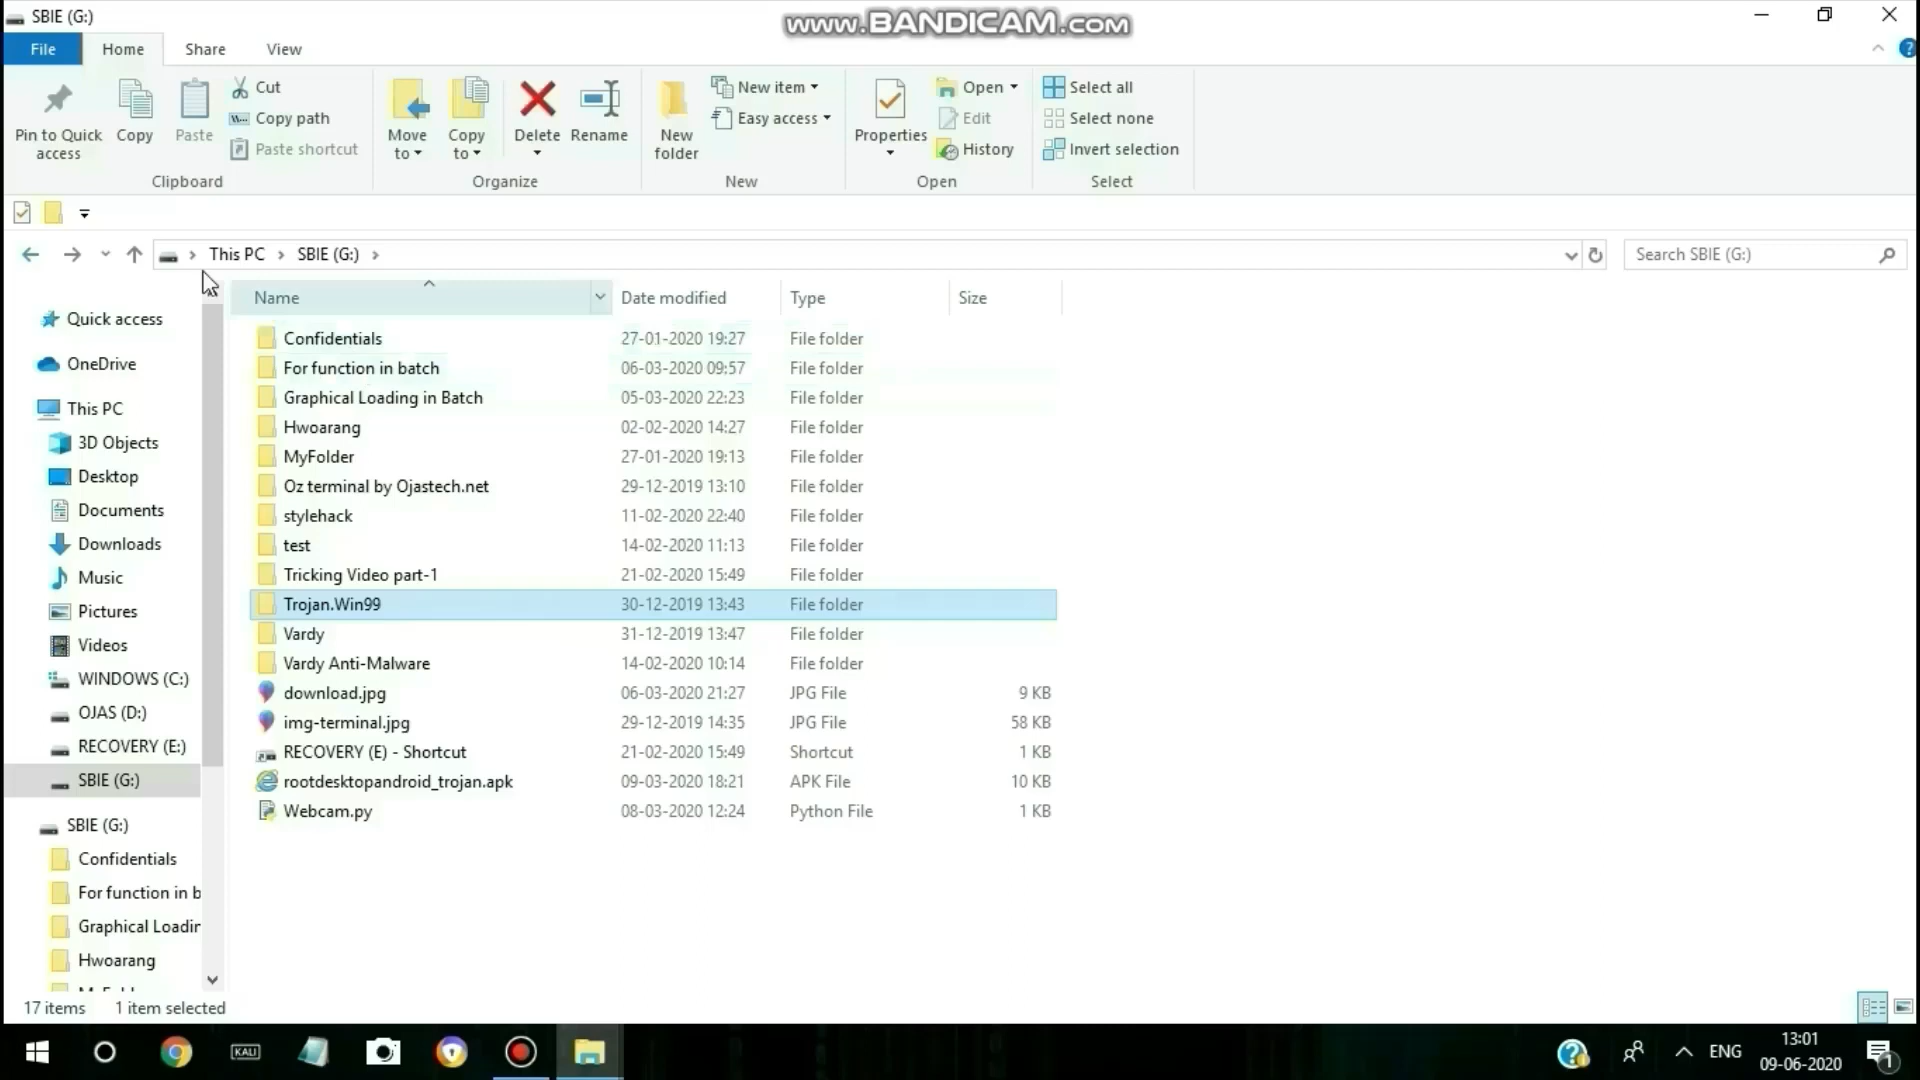 SBIE (G:)
www.BANDICAM.com
File
Home
Share
View
Pin to Quick
access
Copy
Paste
Cut
Copy path
Paste shortcut
Clipboard
Move
to
Copy
to
Delete
Rename
Organize
New
folder
New item
Easy access
New
Properties
Open
Edit
History
Open
Select all
Select none
Invert selection
Select
This PC
SBIE (G:)
Search SBIE (G:)
Name
Date modified
Type
Size
Quick access
OneDrive
This PC
3D Objects
Desktop
Documents
Downloads
Music
Pictures
Videos
WINDOWS (C:)
OJAS (D:)
RECOVERY (E:)
SBIE (G:)
SBIE (G:)
Confidentials
For function in b
Graphical Loadin
Hwoarang
Confidentials 27-01-2020 19:27 File folder
For function in batch 06-03-2020 09:57 File folder
Graphical Loading in Batch 05-03-2020 22:23 File folder
Hwoarang 02-02-2020 14:27 File folder
MyFolder 27-01-2020 19:13 File folder
Oz terminal by Ojastech.net 29-12-2019 13:10 File folder
stylehack 11-02-2020 22:40 File folder
test 14-02-2020 11:13 File folder
Tricking Video part-1 21-02-2020 15:49 File folder
Trojan.Win99 30-12-2019 13:43 File folder
Vardy 31-12-2019 13:47 File folder
Vardy Anti-Malware 14-02-2020 10:14 File folder
download.jpg 06-03-2020 21:27 JPG File 9 KB
img-terminal.jpg 29-12-2019 14:35 JPG File 58 KB
RECOVERY (E) - Shortcut 21-02-2020 15:49 Shortcut 1 KB
rootdesktopandroid_trojan.apk 09-03-2020 18:21 APK File 10 KB
Webcam.py 08-03-2020 12:24 Python File 1 KB
17 items
1 item selected
KALI
ENG
13:01
09-06-2020
1